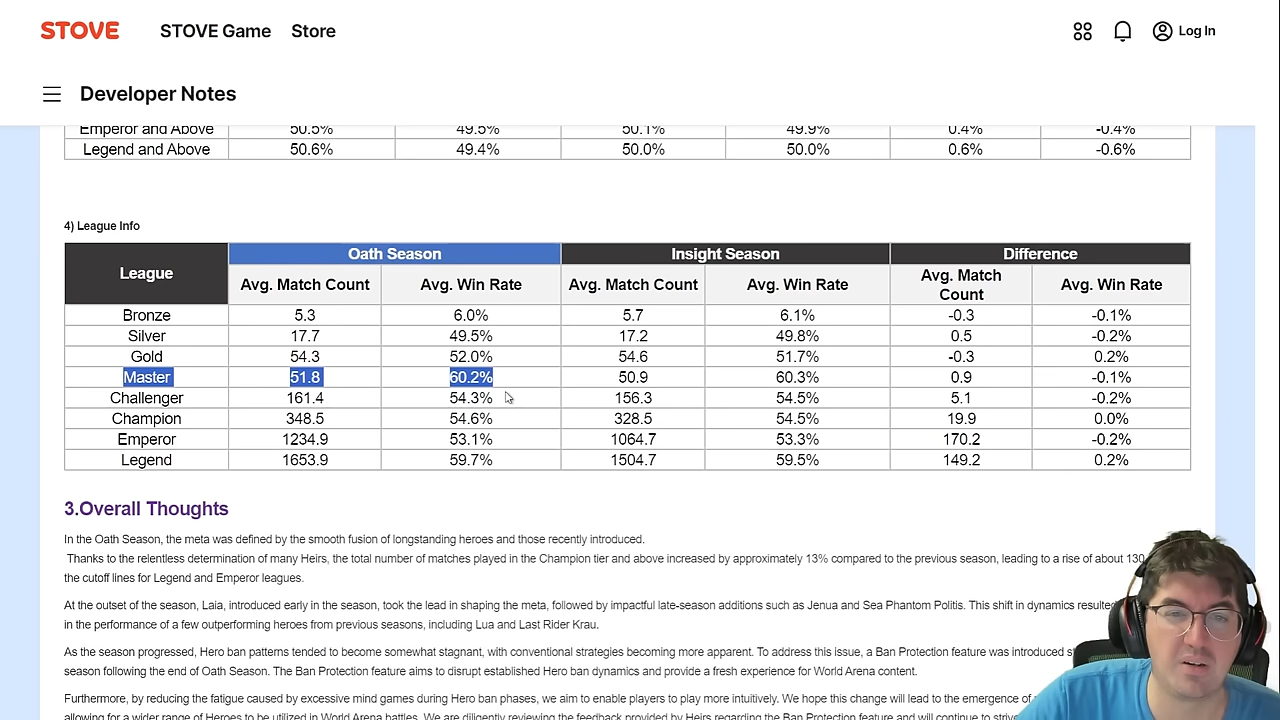 STOVE STOVE Game Store Log In
Developer Notes
Emperor and Above 50.5% 49.5% 50.1% 49.9% 0.4% -0.4%
Legend and Above 50.6% 49.4% 50.0% 50.0% 0.6% -0.6%
4) League Info
League Oath Season Insight Season Difference
Avg. Match Count Avg. Win Rate Avg. Match Count Avg. Win Rate Avg. Match Count Avg. Win Rate
Bronze 5.3 6.0% 5.7 6.1% -0.3 -0.1%
Silver 17.7 49.5% 17.2 49.8% 0.5 -0.2%
Gold 54.3 52.0% 54.6 51.7% -0.3 0.2%
Master 51.8 60.2% 50.9 60.3% 0.9 -0.1%
Challenger 161.4 54.3% 156.3 54.5% 5.1 -0.2%
Champion 348.5 54.6% 328.5 54.5% 19.9 0.0%
Emperor 1234.9 53.1% 1064.7 53.3% 170.2 -0.2%
Legend 1653.9 59.7% 1504.7 59.5% 149.2 0.2%
3.Overall Thoughts
In the Oath Season, the meta was defined by the smooth fusion of longstanding heroes and those recently introduced.
Thanks to the relentless determination of many Heirs, the total number of matches played in the Champion tier and above increased by approximately 13% compared to the previous season, leading to a rise of about 130
the cutoff lines for Legend and Emperor leagues.
At the outset of the season, Laia, introduced early in the season, took the lead in shaping the meta, followed by impactful late-season additions such as Jenua and Sea Phantom Politis. This shift in dynamics resulted
in the performance of a few outperforming heroes from previous seasons, including Lua and Last Rider Krau.
As the season progressed, Hero ban patterns tended to become somewhat stagnant, with conventional strategies becoming more apparent. To address this issue, a Ban Protection feature was introduced
season following the end of Oath Season. The Ban Protection feature aims to disrupt established Hero ban dynamics and provide a fresh experience for World Arena content.
Furthermore, by reducing the fatigue caused by excessive mind games during Hero ban phases, we aim to enable players to play more intuitively. We hope this change will lead to the emergence of
allowing for a wider range of Heroes to be utilized in World Arena battles. We are diligently reviewing the feedback provided by Heirs regarding the Ban Protection feature and will continue to